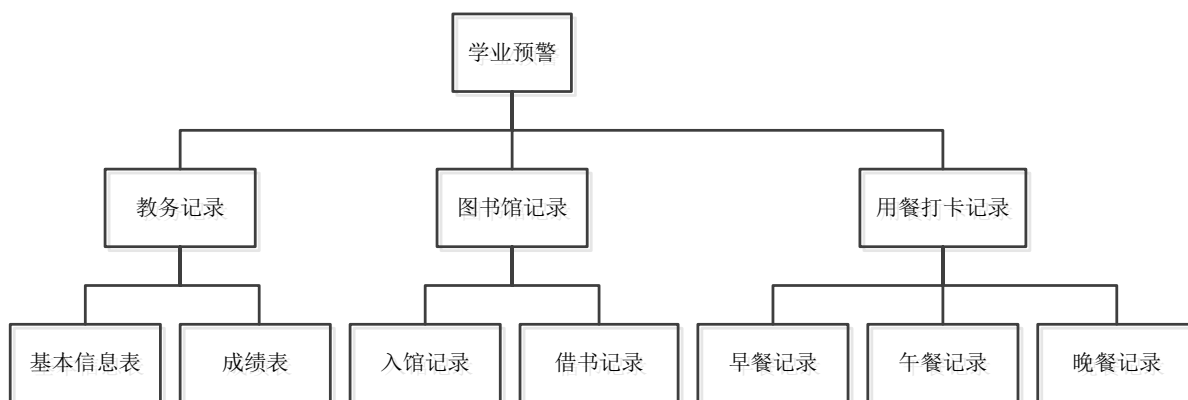 学业预警
教务记录
图书馆记录
用餐打卡记录
基本信息表
成绩表
入馆记录
借书记录
早餐记录
午餐记录
晚餐记录